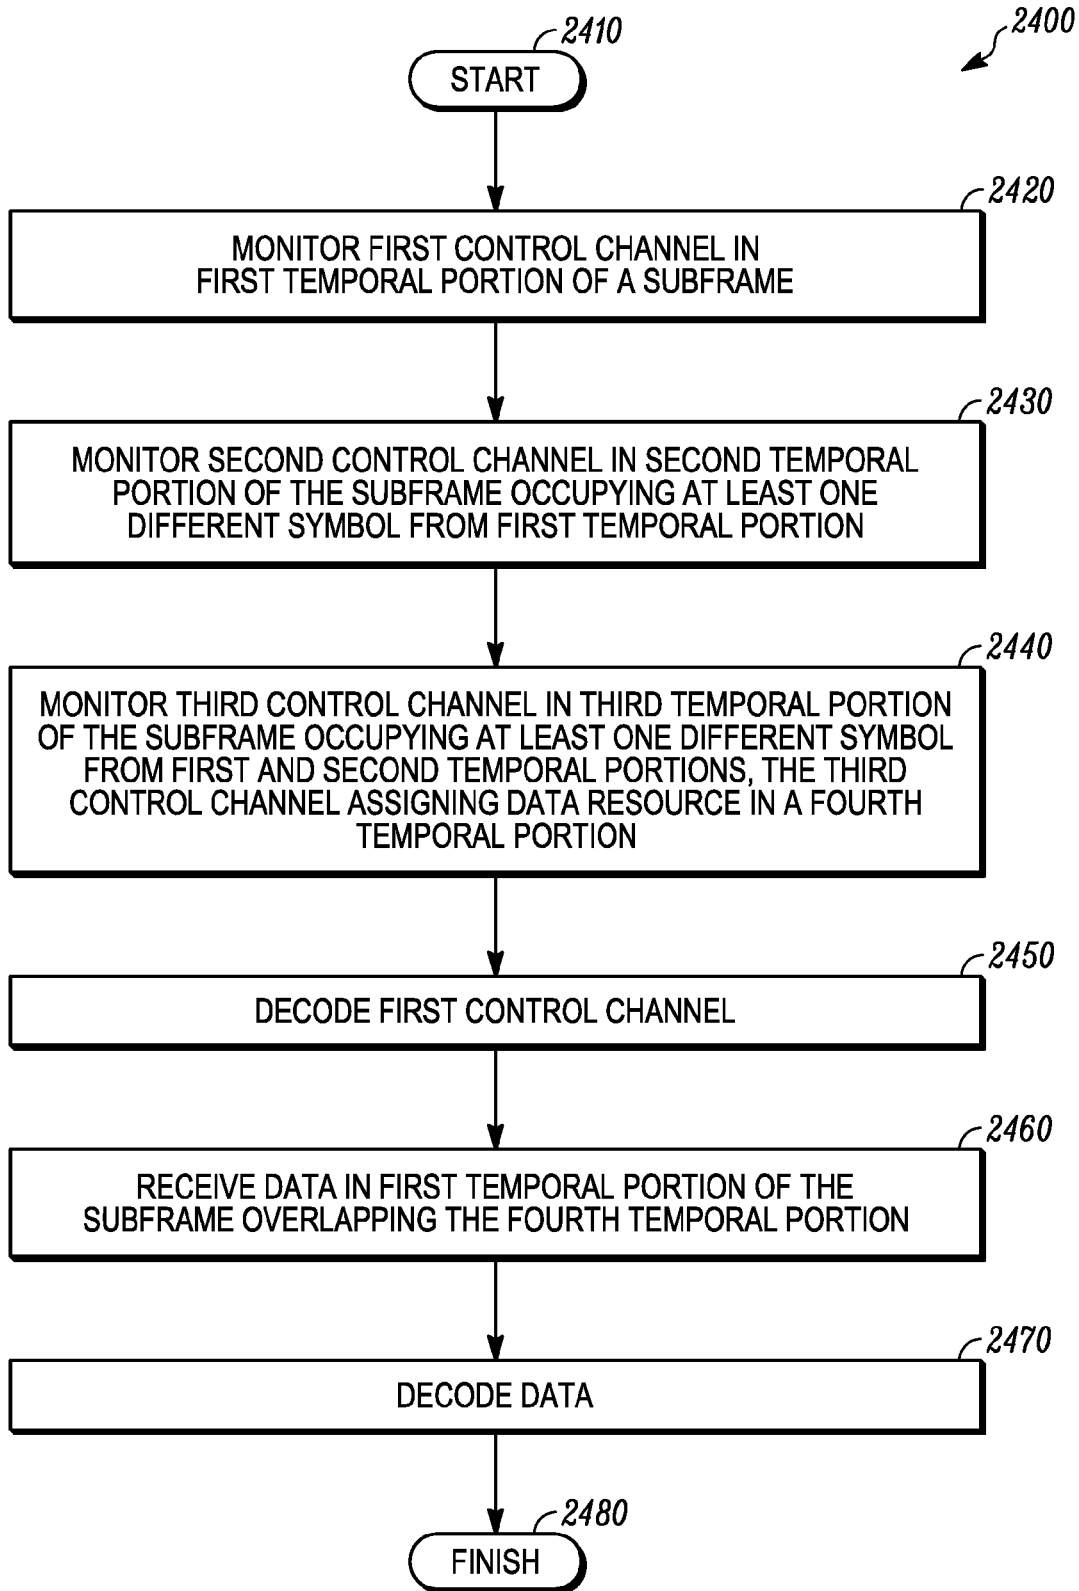 2410
2400
START
2420
MONITOR FIRST CONTROL CHANNEL IN
FIRST TEMPORAL PORTION OF A SUBFRAME
2430
MONITOR SECOND CONTROL CHANNEL IN SECOND TEMPORAL
PORTION OF THE SUBFRAME OCCUPYING AT LEAST ONE
DIFFERENT SYMBOL FROM FIRST TEMPORAL PORTION
2440
MONITOR THIRD CONTROL CHANNEL IN THIRD TEMPORAL PORTION
OF THE SUBFRAME OCCUPYING AT LEAST ONE DIFFERENT SYMBOL
FROM FIRST AND SECOND TEMPORAL PORTIONS, THE THIRD
CONTROL CHANNEL ASSIGNING DATA RESOURCE IN A FOURTH
TEMPORAL PORTION
2450
DECODE FIRST CONTROL CHANNEL
2460
RECEIVE DATA IN FIRST TEMPORAL PORTION OF THE
SUBFRAME OVERLAPPING THE FOURTH TEMPORAL PORTION
2470
DECODE DATA
2480
FINISH